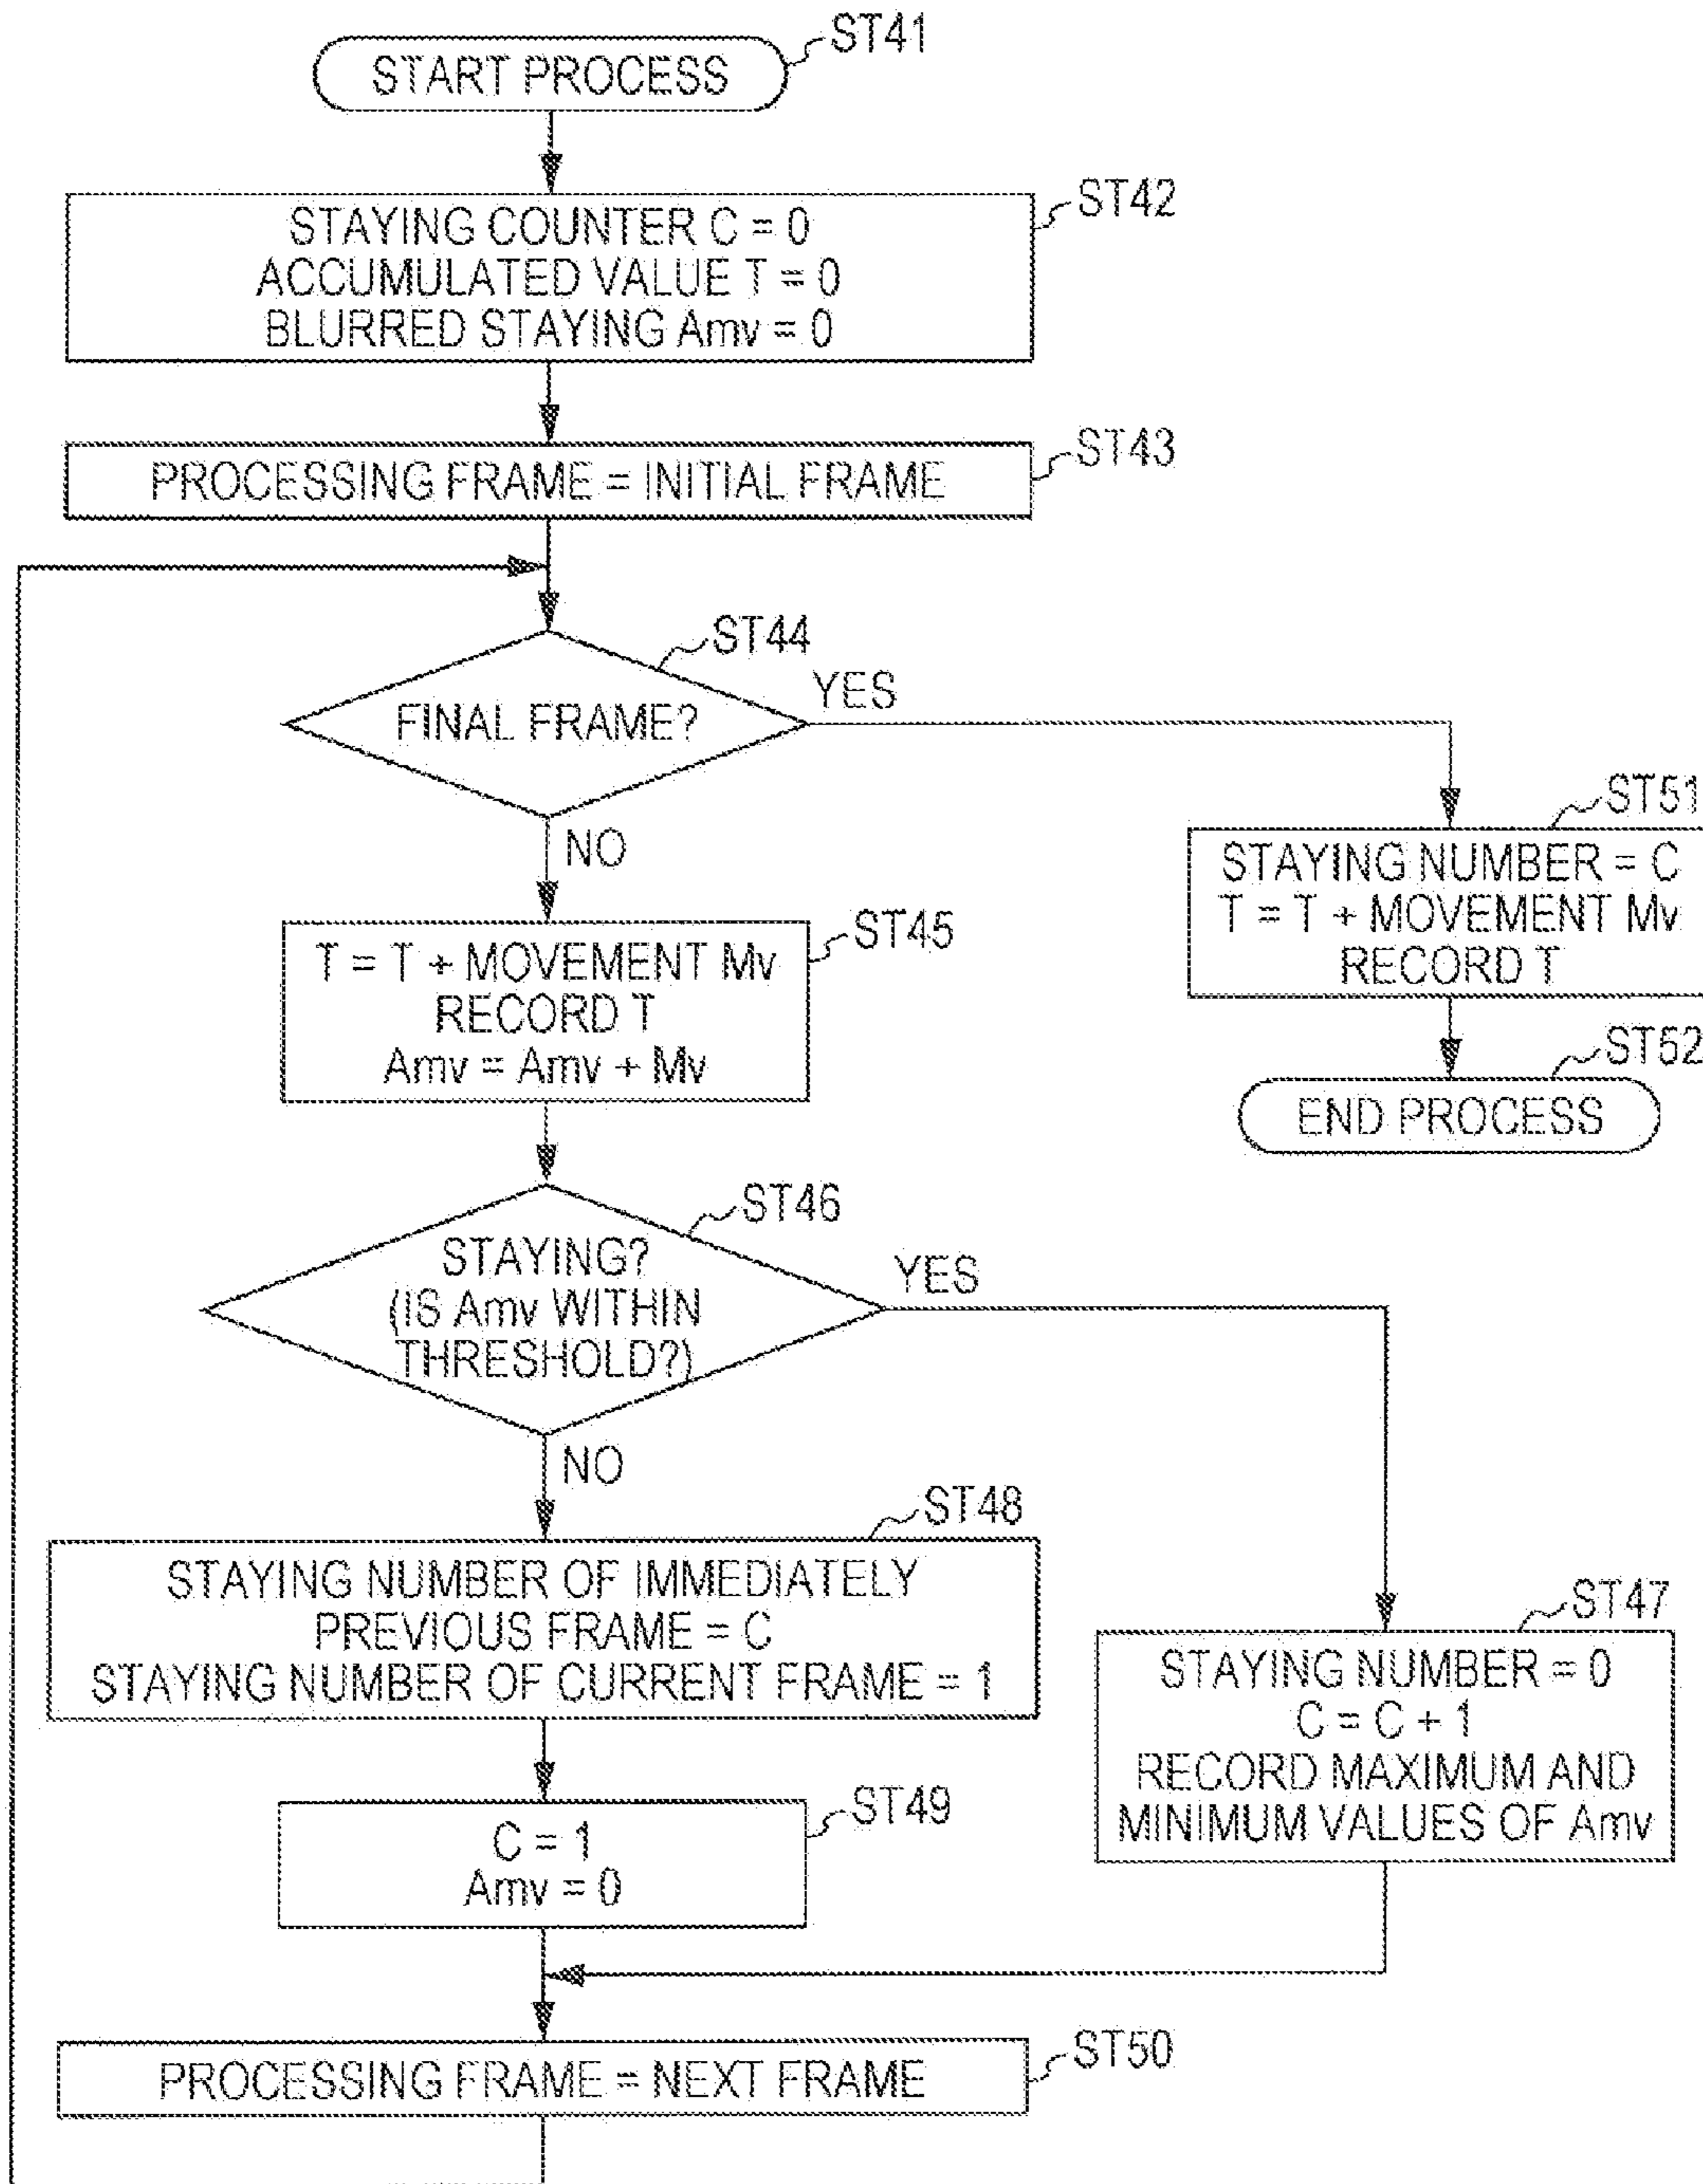 ST41
START PROCESS
ST42
STAYING COUNTER C = 0
ACCUMULATED VALUE T = 0
BLURRED STAYING Amv = 0
ST43
PROCESSING FRAME = INITIAL FRAME
ST44
FINAL FRAME?
YES
NO
ST51
STAYING NUMBER = C
T = T + MOVEMENT Mv
RECORD T
ST45
T = T + MOVEMENT Mv
RECORD T
Amv = Amv + Mv
ST52
END PROCESS
ST46
STAYING?
(IS Amv WITHIN
THRESHOLD?)
YES
NO
ST48
STAYING NUMBER OF IMMEDIATELY
PREVIOUS FRAME = C
STAYING NUMBER OF CURRENT FRAME = 1
ST47
STAYING NUMBER = 0
C = C + 1
RECORD MAXIMUM AND
MINIMUM VALUES OF Amv
ST49
C = 1
Amv = 0
ST50
PROCESSING FRAME = NEXT FRAME